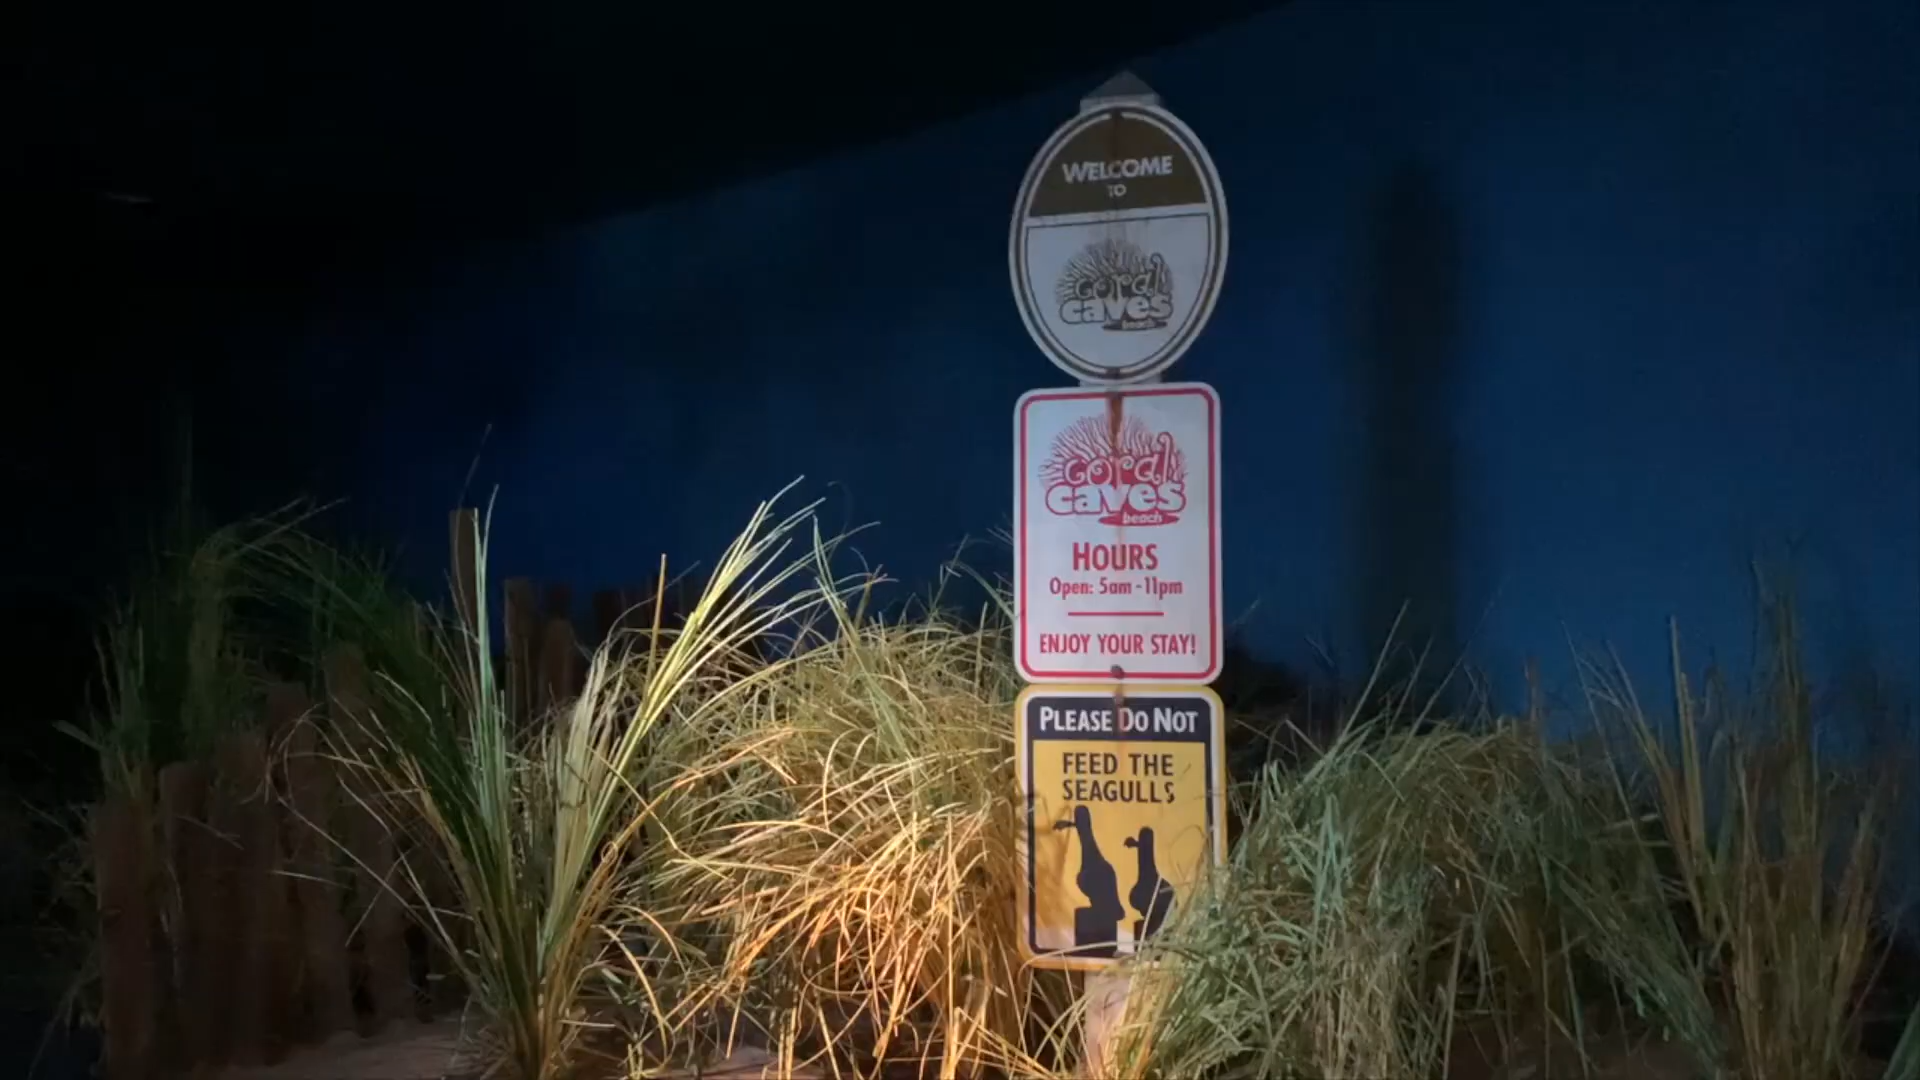 WELCOME
TO
coral
caves
beach
coral
caves
beach
HOURS
Open: 5am - 11pm
ENJOY YOUR STAY!
PLEASE DO NOT
FEED THE
SEAGULLS